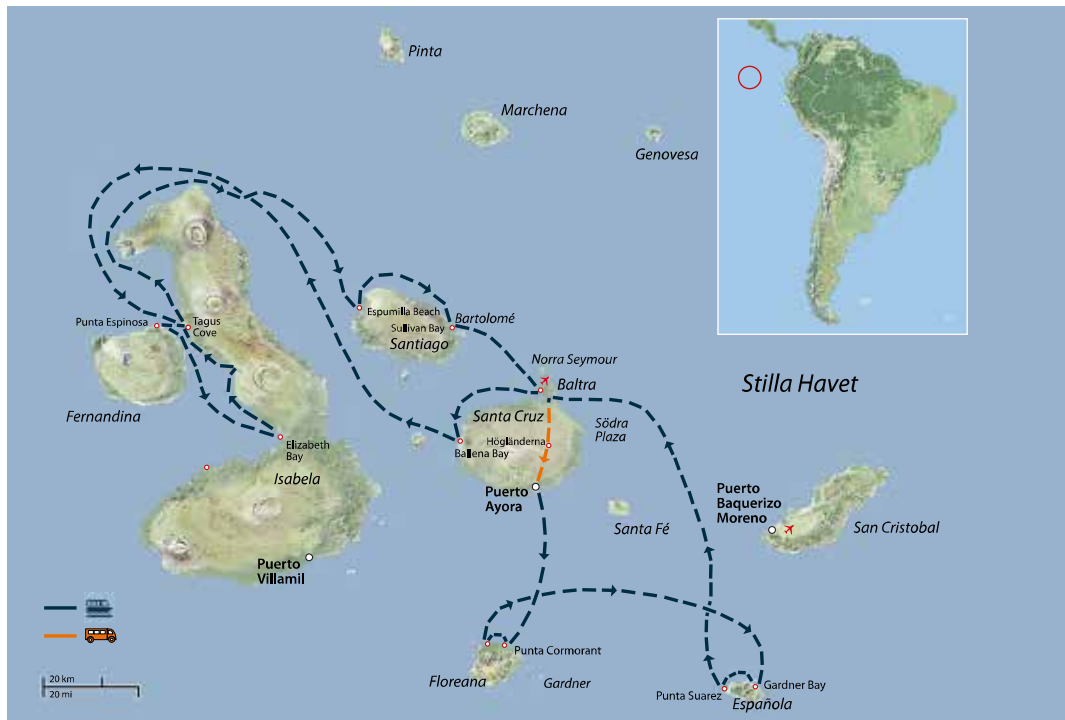 Pinta
Marchena
Genovesa
Espumilla Beach
Bartolomé
Sullivan Bay
Santiago
Punta Espinosa
Tagus
Cove
Fernandina
Norra Seymour
Baltra
Stilla Havet
Santa Cruz
Södra
Plaza
Högländerna
Ballena Bay
Elizabeth
Bay
Isabela
Puerto
Ayora
Puerto
Baquerizo
Moreno
San Cristobal
Santa Fé
Puerto
Villamil
Punta Cormorant
Floreana
Gardner
Gardner Bay
Punta Suarez
Española
20 km
20 mi